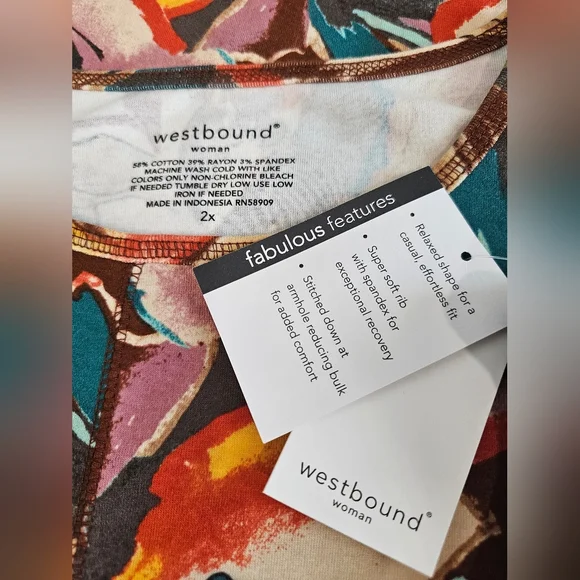 westbound®
woman
58% COTTON 39% RAYON 3% SPANDEX
MACHINE WASH COLD WITH LIKE
COLORS ONLY NON-CHLORINE BLEACH
IF NEEDED TUMBLE DRY LOW USE LOW
IRON IF NEEDED
MADE IN INDONESIA RN58909
2x
fabulous features
• Relaxed shape for a
casual, effortless fit
• Super soft rib
with spandex for
exceptional recovery
• Stitched down at
armhole reducing bulk
for added comfort
westbound®
woman